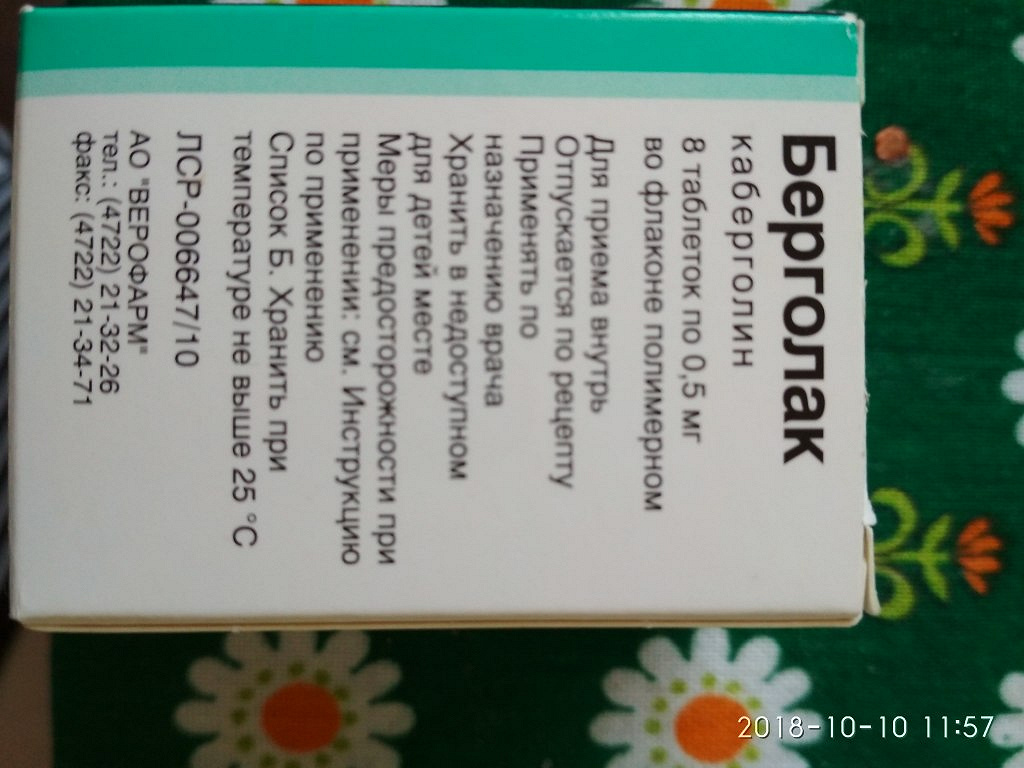 Берголак
каберголин
8 таблеток по 0,5 мг
во флаконе полимерном
Для приема внутрь
Отпускается по рецепту
Применять по
назначению врача
Хранить в недоступном
для детей месте
Меры предосторожности при
применении: см. Инструкцию
по применению
Список Б. Хранить при
температуре не выше 25 °С
ЛСР-006647/10
АО "ВЕРОФАРМ"
тел.: (4722) 21-32-26
факс: (4722) 21-34-71
2018-10-10 11:57